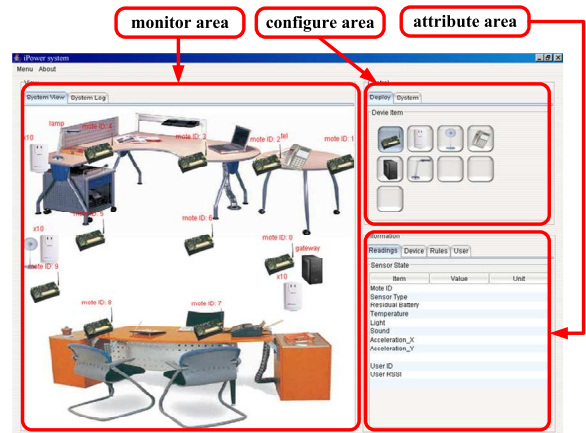 monitor area
configure area
attribute area
iPower system
Menu About
View
Control
System View System Log
Deploy System
Devie Item
lamp
mote ID: 4
x10
mote ID: 3
mote ID: 2
tel
mote ID: 1
mote ID: 5
mote ID: 6
x10
mote ID: 0
gateway
mote ID: 9
x10
mote ID: 8
mote ID: 7
Information
Readings Device Rules User
Sensor State
Item Value Unit
Mote ID
Sensor Type
Residual Battery
Temperature
Light
Sound
Acceleration_X
Acceleration_Y
User ID
User RSSI